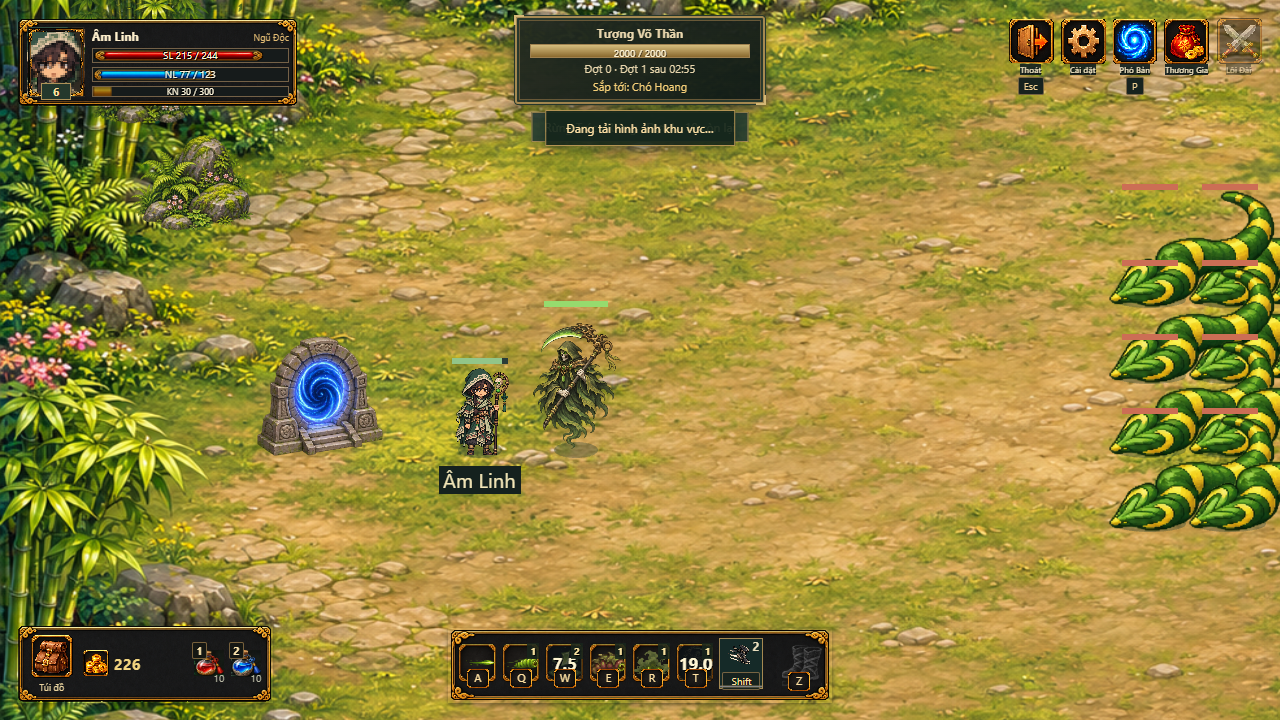 Âm Linh
Ngũ Độc
SL 215 / 244
NL 77 / 123
KN 30 / 300
6
Tượng Võ Thần
2000 / 2000
Đợt 0 · Đợt 1 sau 02:55
Sắp tới: Chó Hoang
Đang tải hình ảnh khu vực...
Thoát
Cài đặt
Phó Bản
Thương Gia
Lôi Đài
Esc
P
Âm Linh
Túi đồ
226
1
10
2
10
A
1
Q
2
7.5
W
1
E
1
R
1
19.0
T
2
Shift
Z